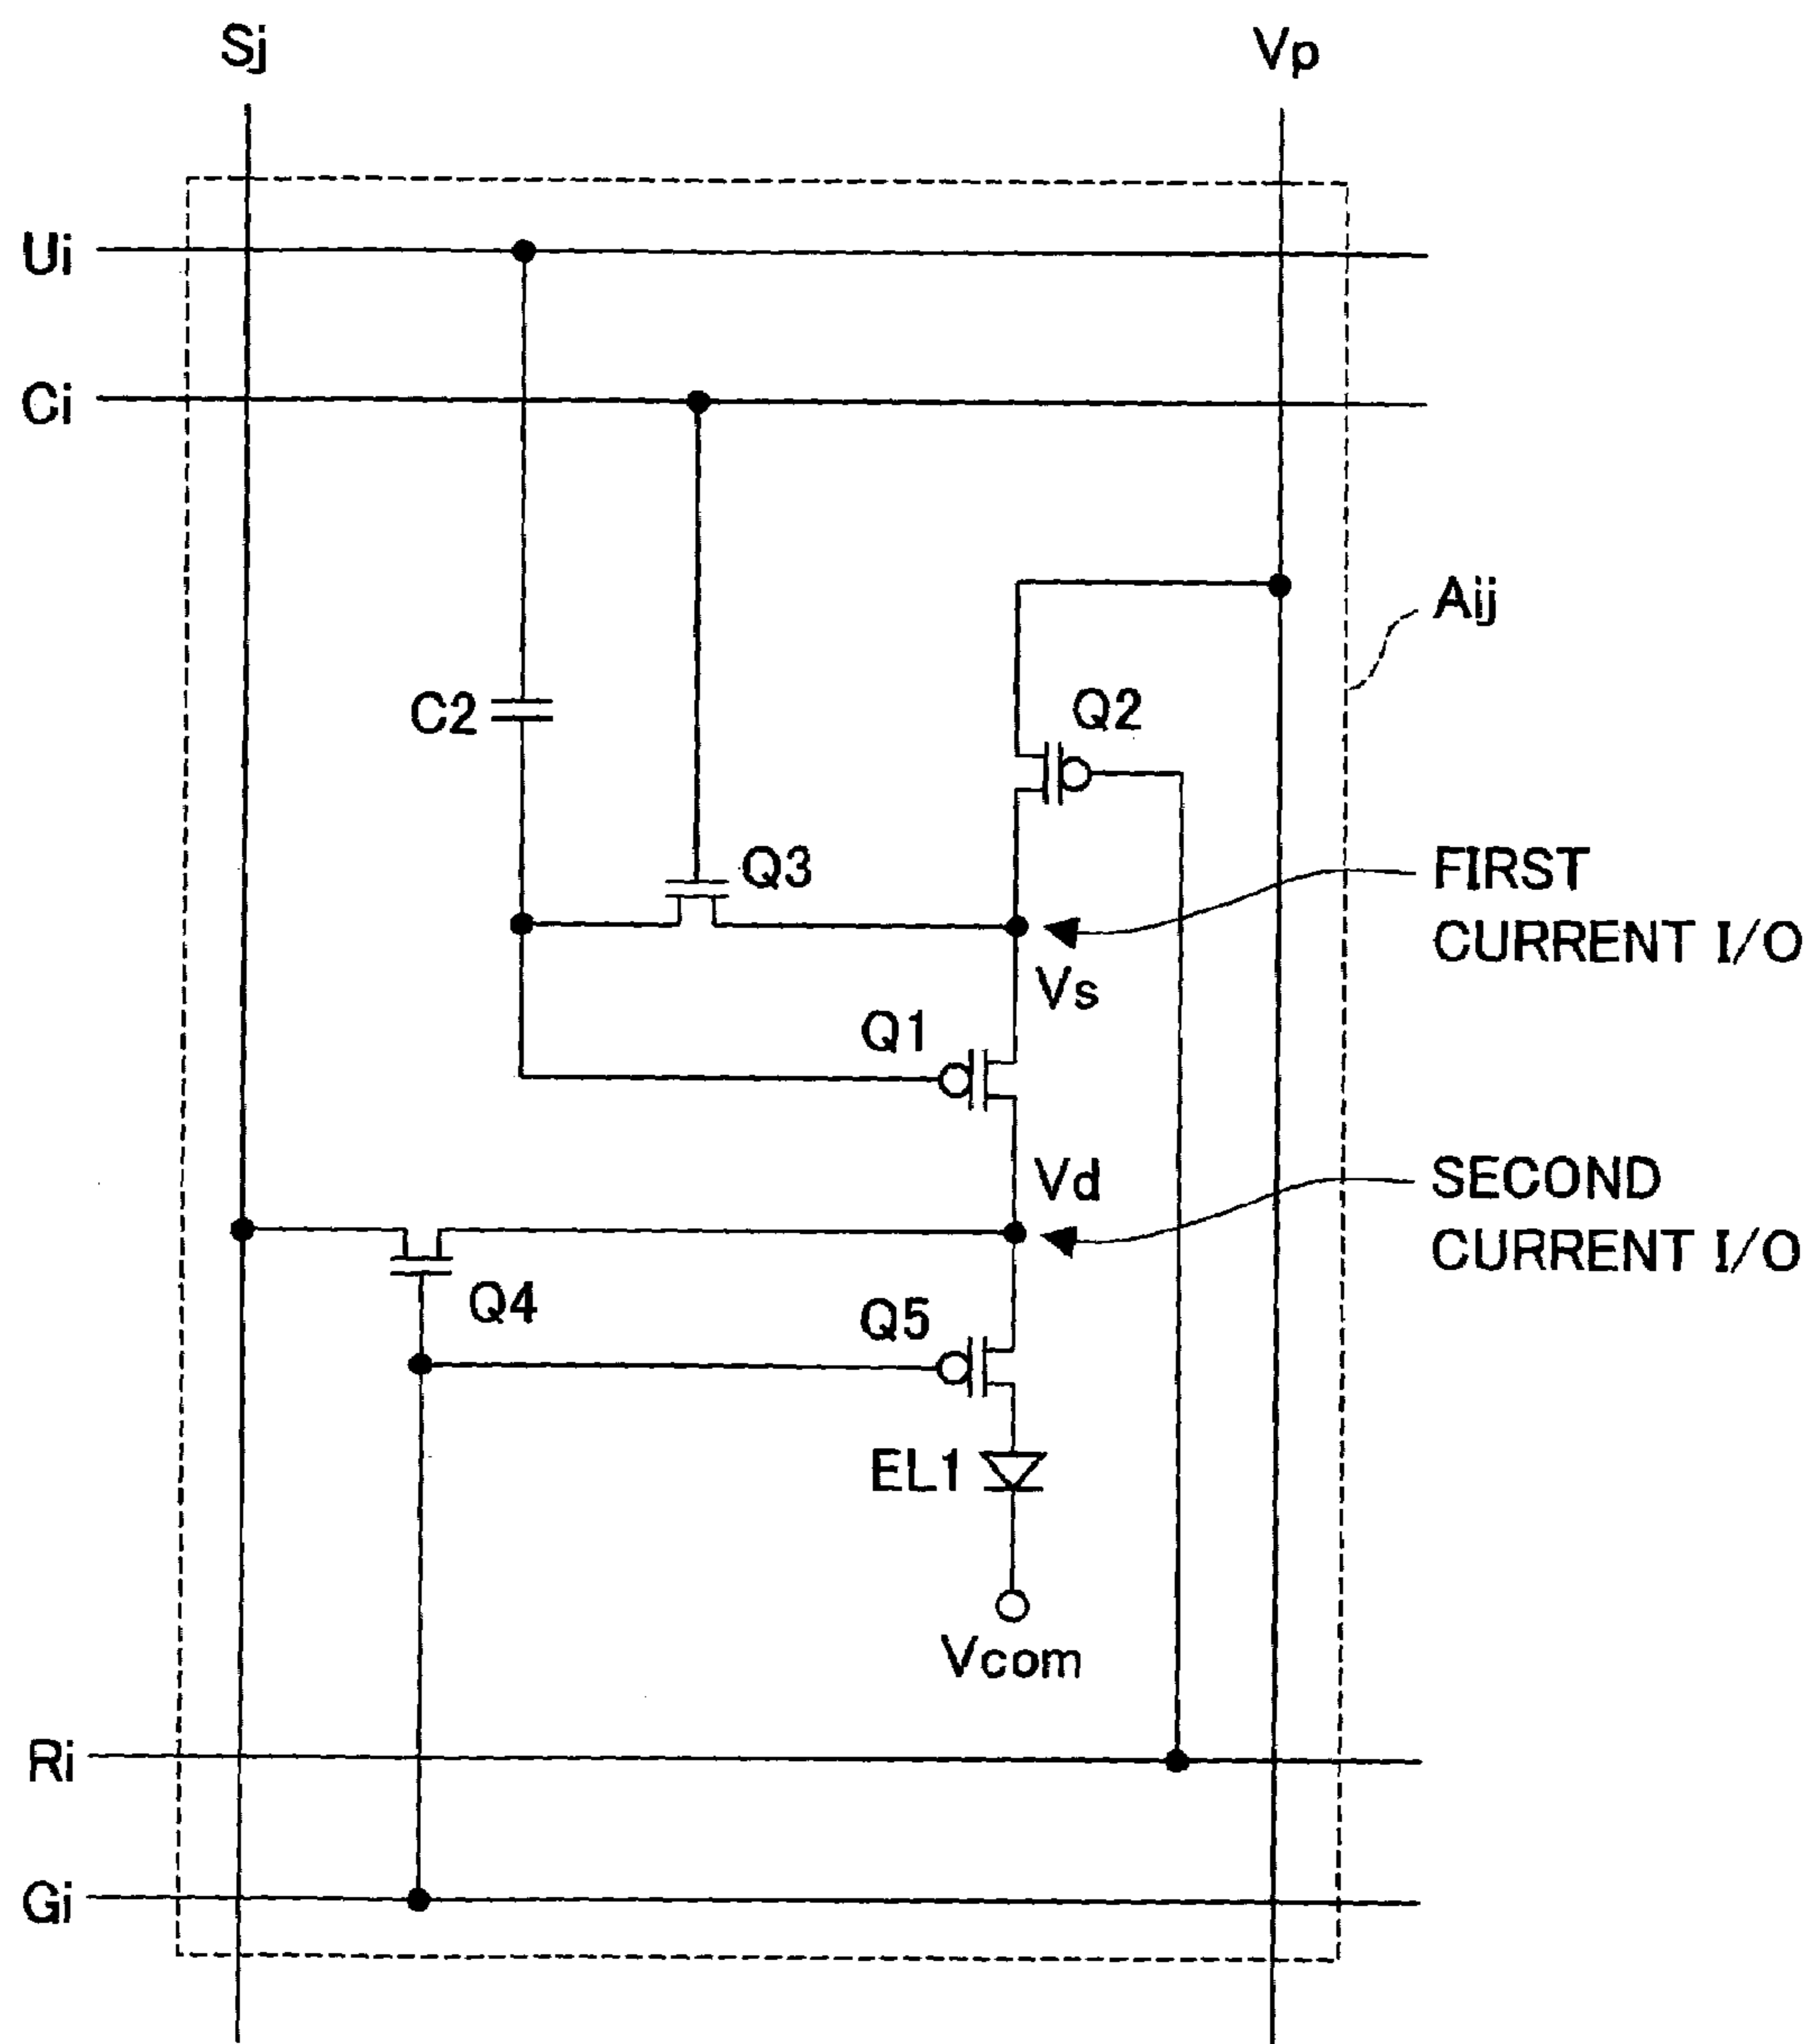 Sj
Vp
Ui
Ci
Aij
C2
Q2
Q3
FIRST
CURRENT I/O
Vs
Q1
Vd
SECOND
CURRENT I/O
Q4
Q5
EL1
Vcom
Ri
Gi